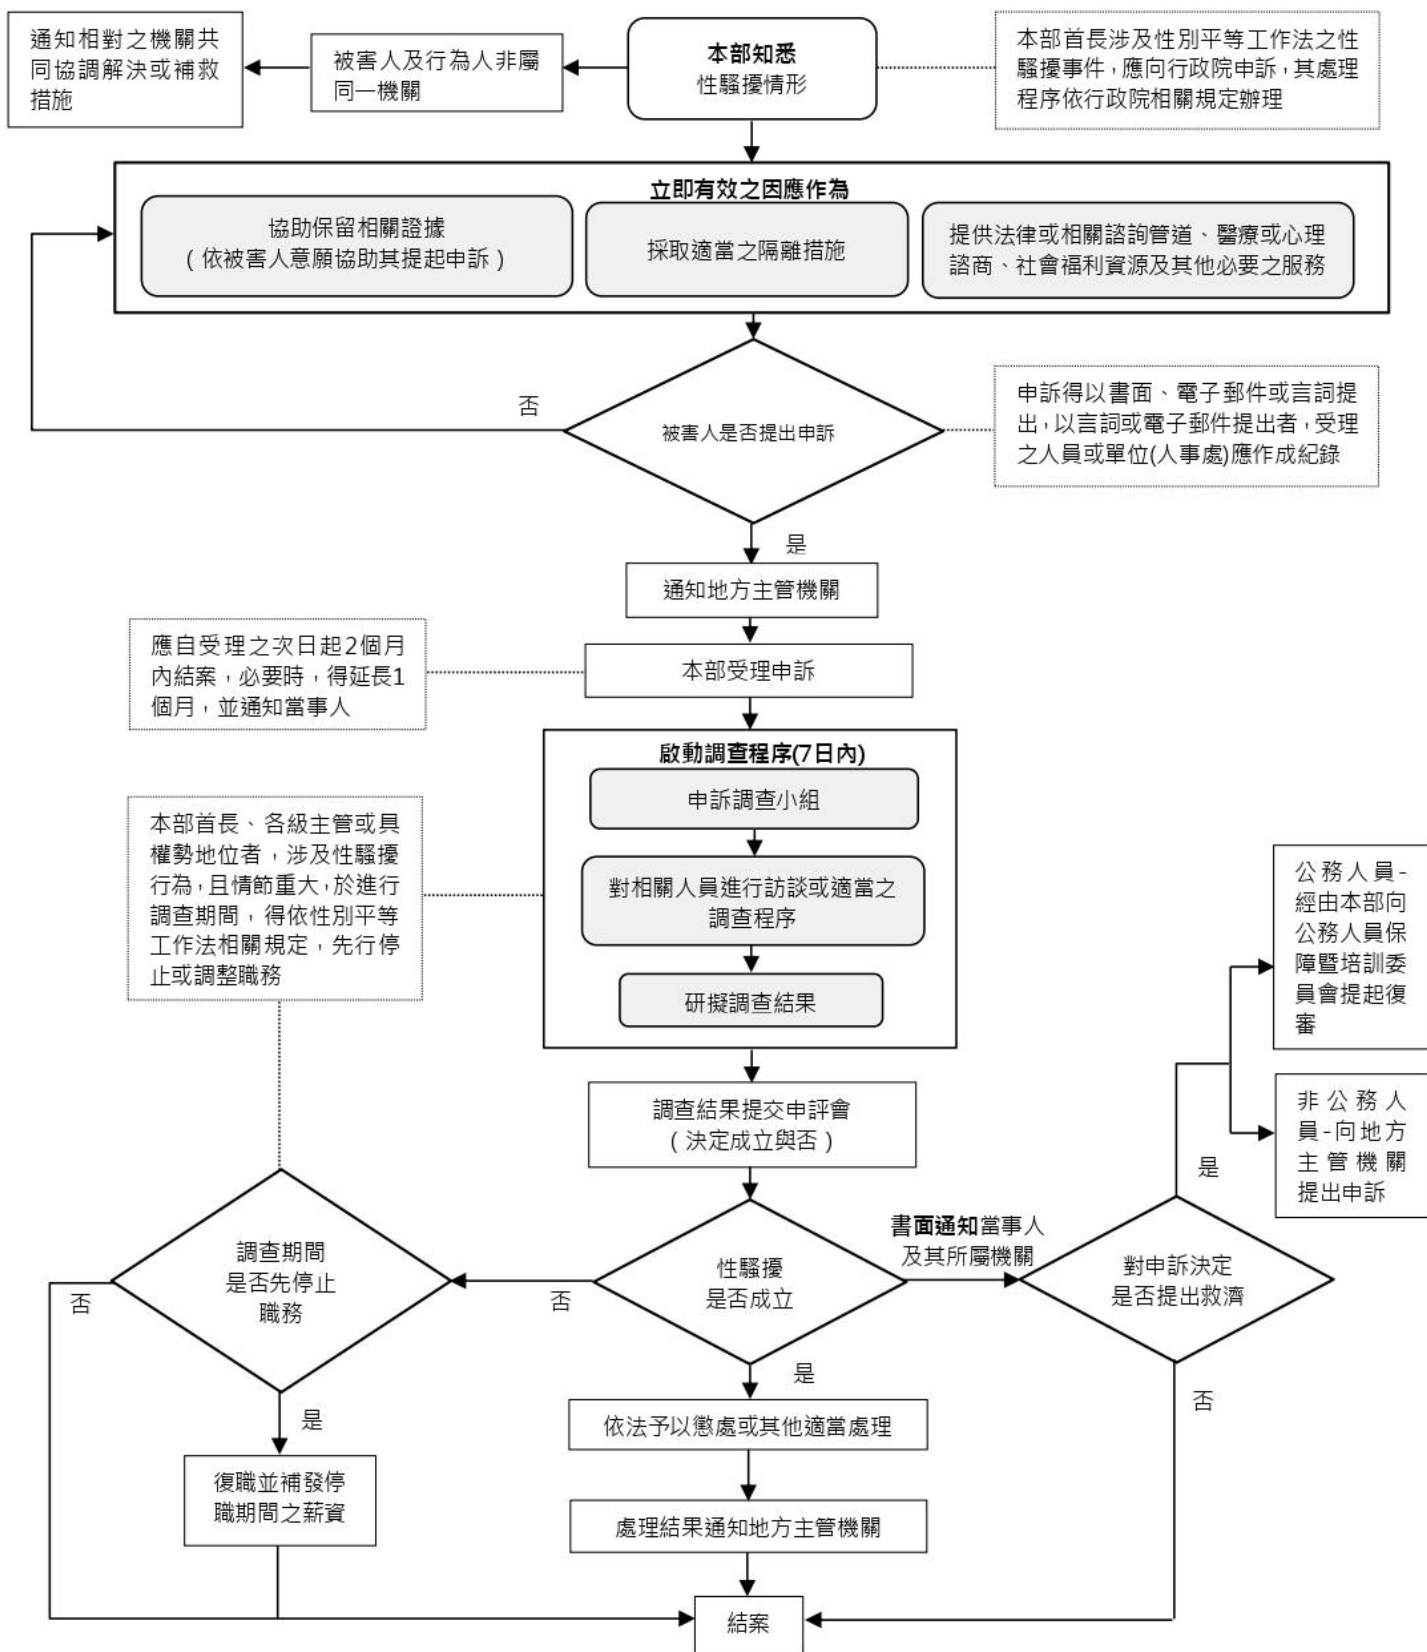 通知相對之機關共
同協調解決或補救
措施
被害人及行為人非屬
同一機關
本部知悉
性騷擾情形
本部首長涉及性別平等工作法之性
騷擾事件，應向行政院申訴，其處理
程序依行政院相關規定辦理
立即有效之因應作為
協助保留相關證據
（依被害人意願協助其提起申訴）
採取適當之隔離措施
提供法律或相關諮詢管道、醫療或心理
諮商、社會福利資源及其他必要之服務
否
被害人是否提出申訴
申訴得以書面、電子郵件或言詞提
出，以言詞或電子郵件提出者，受理
之人員或單位(人事處)應作成紀錄
是
通知地方主管機關
應自受理之次日起2個月
內結案，必要時，得延長1
個月，並通知當事人
本部受理申訴
啟動調查程序(7日內)
申訴調查小組
對相關人員進行訪談或適當之
調查程序
研擬調查結果
本部首長、各級主管或具
權勢地位者，涉及性騷擾
行為，且情節重大，於進行
調查期間，得依性別平等
工作法相關規定，先行停
止或調整職務
公務人員-
經由本部向
公務人員保
障暨培訓委
員會提起復
審
非公務人
員-向地方
主管機關
提出申訴
調查結果提交申評會
（決定成立與否）
是
書面通知當事人
及其所屬機關
調查期間
是否先停止
職務
性騷擾
是否成立
對申訴決定
是否提出救濟
否
否
是
否
是
依法予以懲處或其他適當處理
復職並補發停
職期間之薪資
處理結果通知地方主管機關
結案